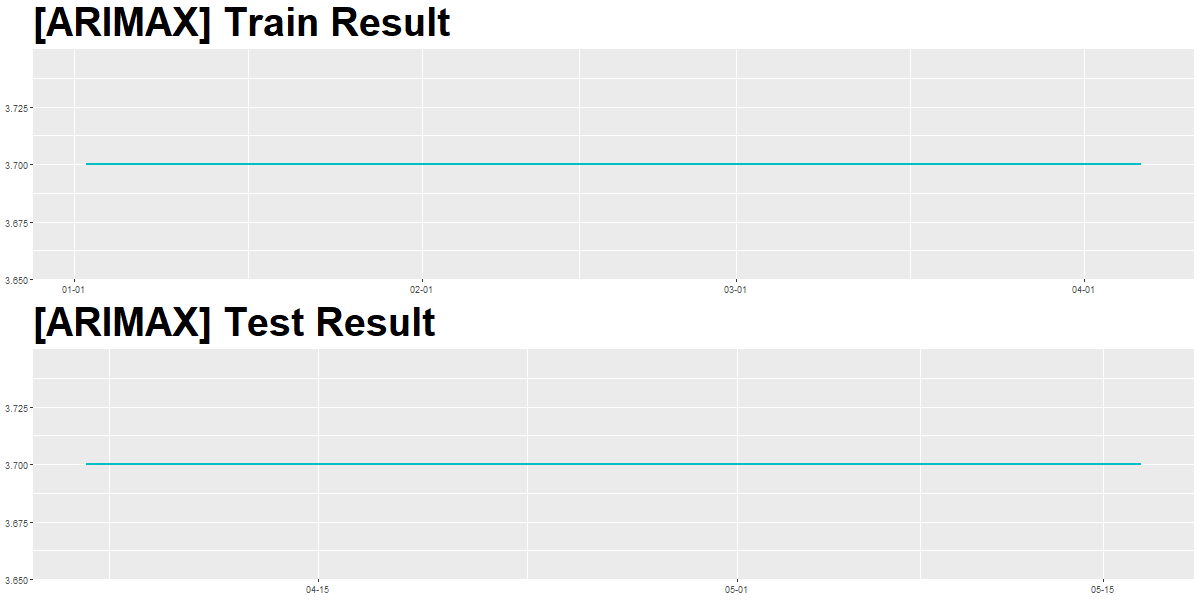 [ARIMAX] Train Result
3.725
3.700
3.675
3.650
01-01 02-01 03-01 04-01
[ARIMAX] Test Result
3.725
3.700
3.675
3.650
04-15 05-01 05-15